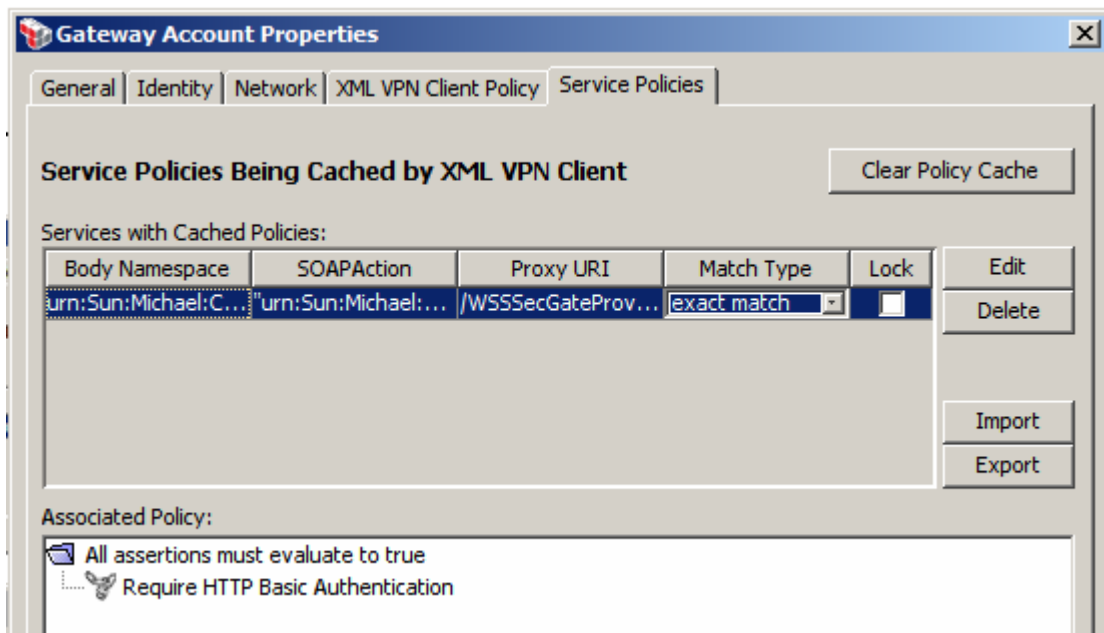 Gateway Account Properties
General Identity Network XML VPN Client Policy Service Policies
Service Policies Being Cached by XML VPN Client
Clear Policy Cache
Services with Cached Policies:
Body Namespace SOAPAction Proxy URI Match Type Lock
urn:Sun:Michael:C... "urn:Sun:Michael:... /WSSSecGateProv... exact match
Edit
Delete
Import
Export
Associated Policy:
All assertions must evaluate to true
Require HTTP Basic Authentication